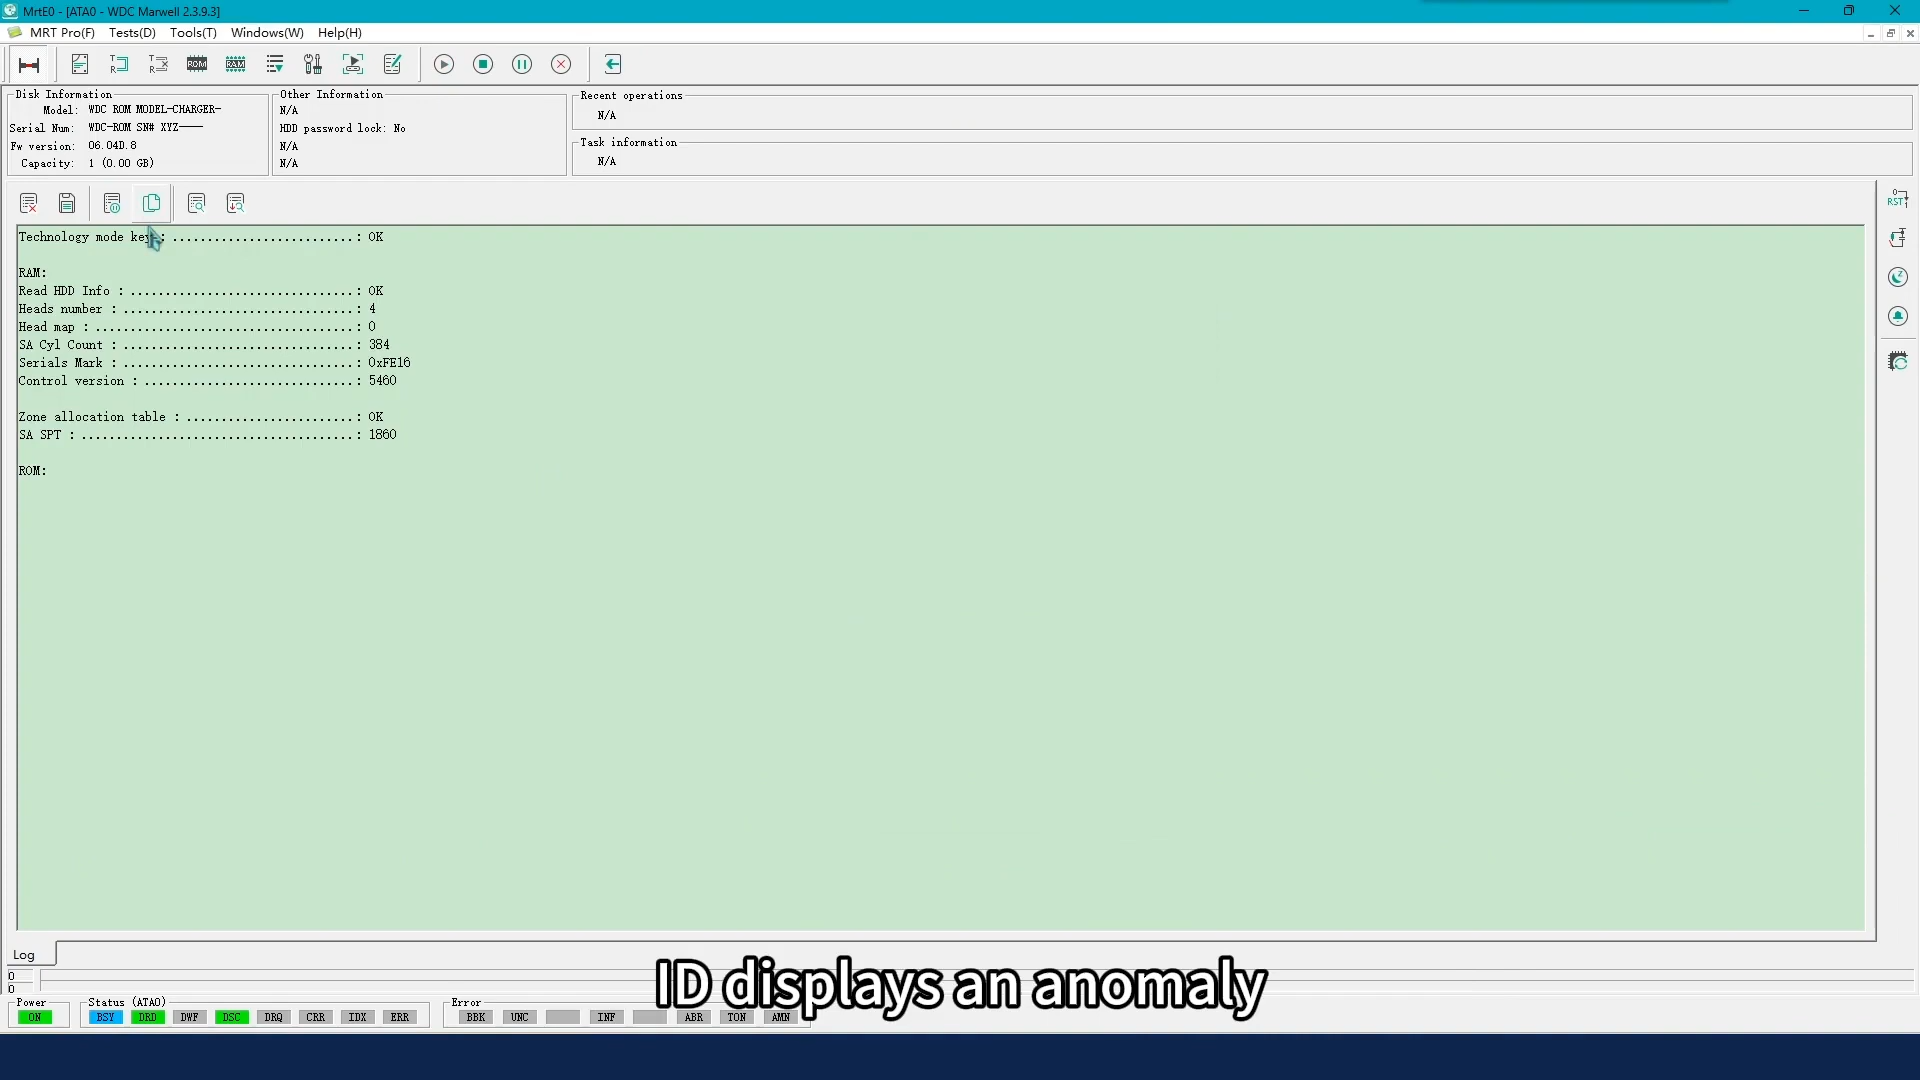 MrtE0 - [ATA0 - WDC Marwell 2.3.9.3]
MRT Pro(F) Tests(D) Tools(T) Windows(W) Help(H)
T R T R ROM RAM
Disk Information
Model: WDC ROM MODEL-CHARGER-
Serial Num: WDC-ROM SN# XYZ----
Fw version: 06.04D.8
Capacity: 1 (0.00 GB)
Other Information
N/A
HDD password lock: No
N/A
N/A
Recent operations
N/A
Task information
N/A
RST
Technology mode key : .......................... : OK
RAM:
Read HDD Info : ................................ : OK
Heads number : ................................. : 4
Head map : ..................................... : 0
SA Cyl Count : ................................. : 384
Serials Mark : ................................. : 0xFE16
Control version : .............................. : 5460
Zone allocation table : ........................ : OK
SA SPT : ....................................... : 1860
ROM:
Log
0
0
ID displays an anomaly
Power
ON
Status (ATA0)
BSY DRD DWF DSC DRQ CRR IDX ERR
Error
BBK UNC INF ABR TON AMN